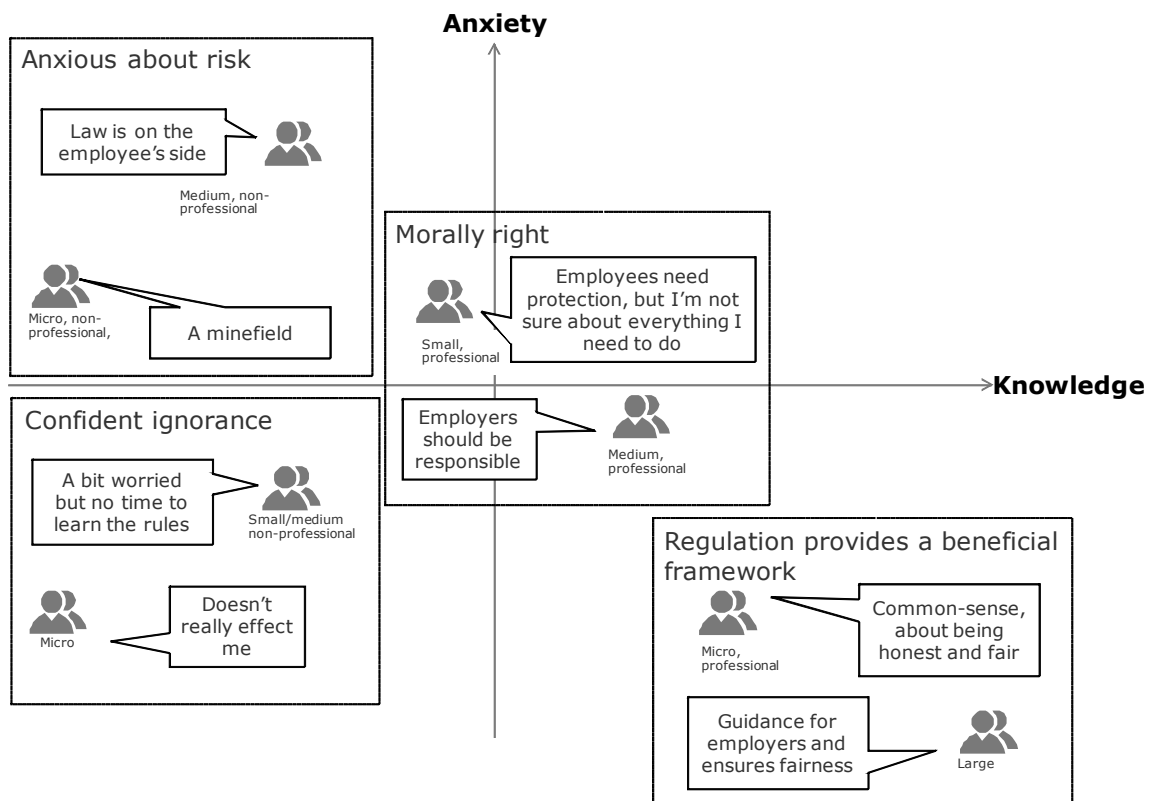 Anxiety
Anxious about risk
Law is on the
employee's side
Medium, non-
professional
Micro, non-
professional,
A minefield
Morally right
Employees need
protection, but I'm not
sure about everything I
need to do
Small,
professional
Knowledge
Employers
should be
responsible
Medium,
professional
Confident ignorance
A bit worried
but no time to
learn the rules
Small/medium
non-professional
Doesn't
really effect
me
Micro
Regulation provides a beneficial
framework
Common-sense,
about being
honest and fair
Micro,
professional
Guidance for
employers and
ensures fairness
Large